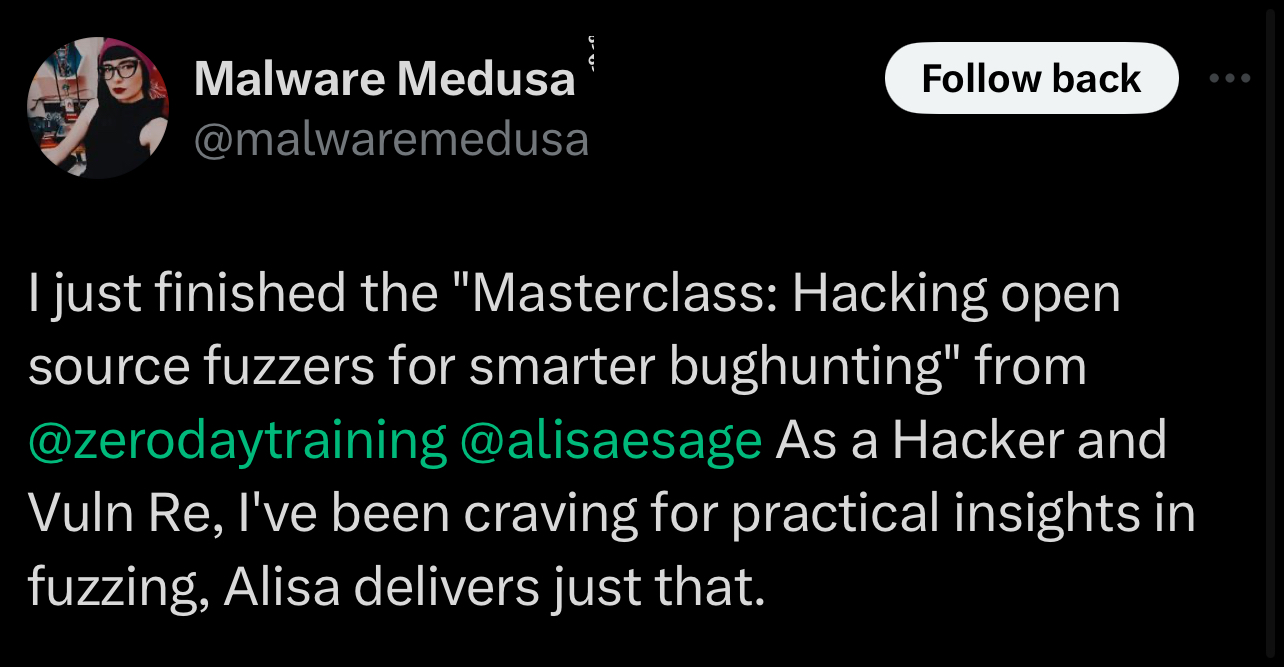 Malware Medusa
Follow back
@malwaremedusa
I just finished the "Masterclass: Hacking open
source fuzzers for smarter bughunting" from
@zerodaytraining @alisaesage As a Hacker and
Vuln Re, I've been craving for practical insights in
fuzzing, Alisa delivers just that.